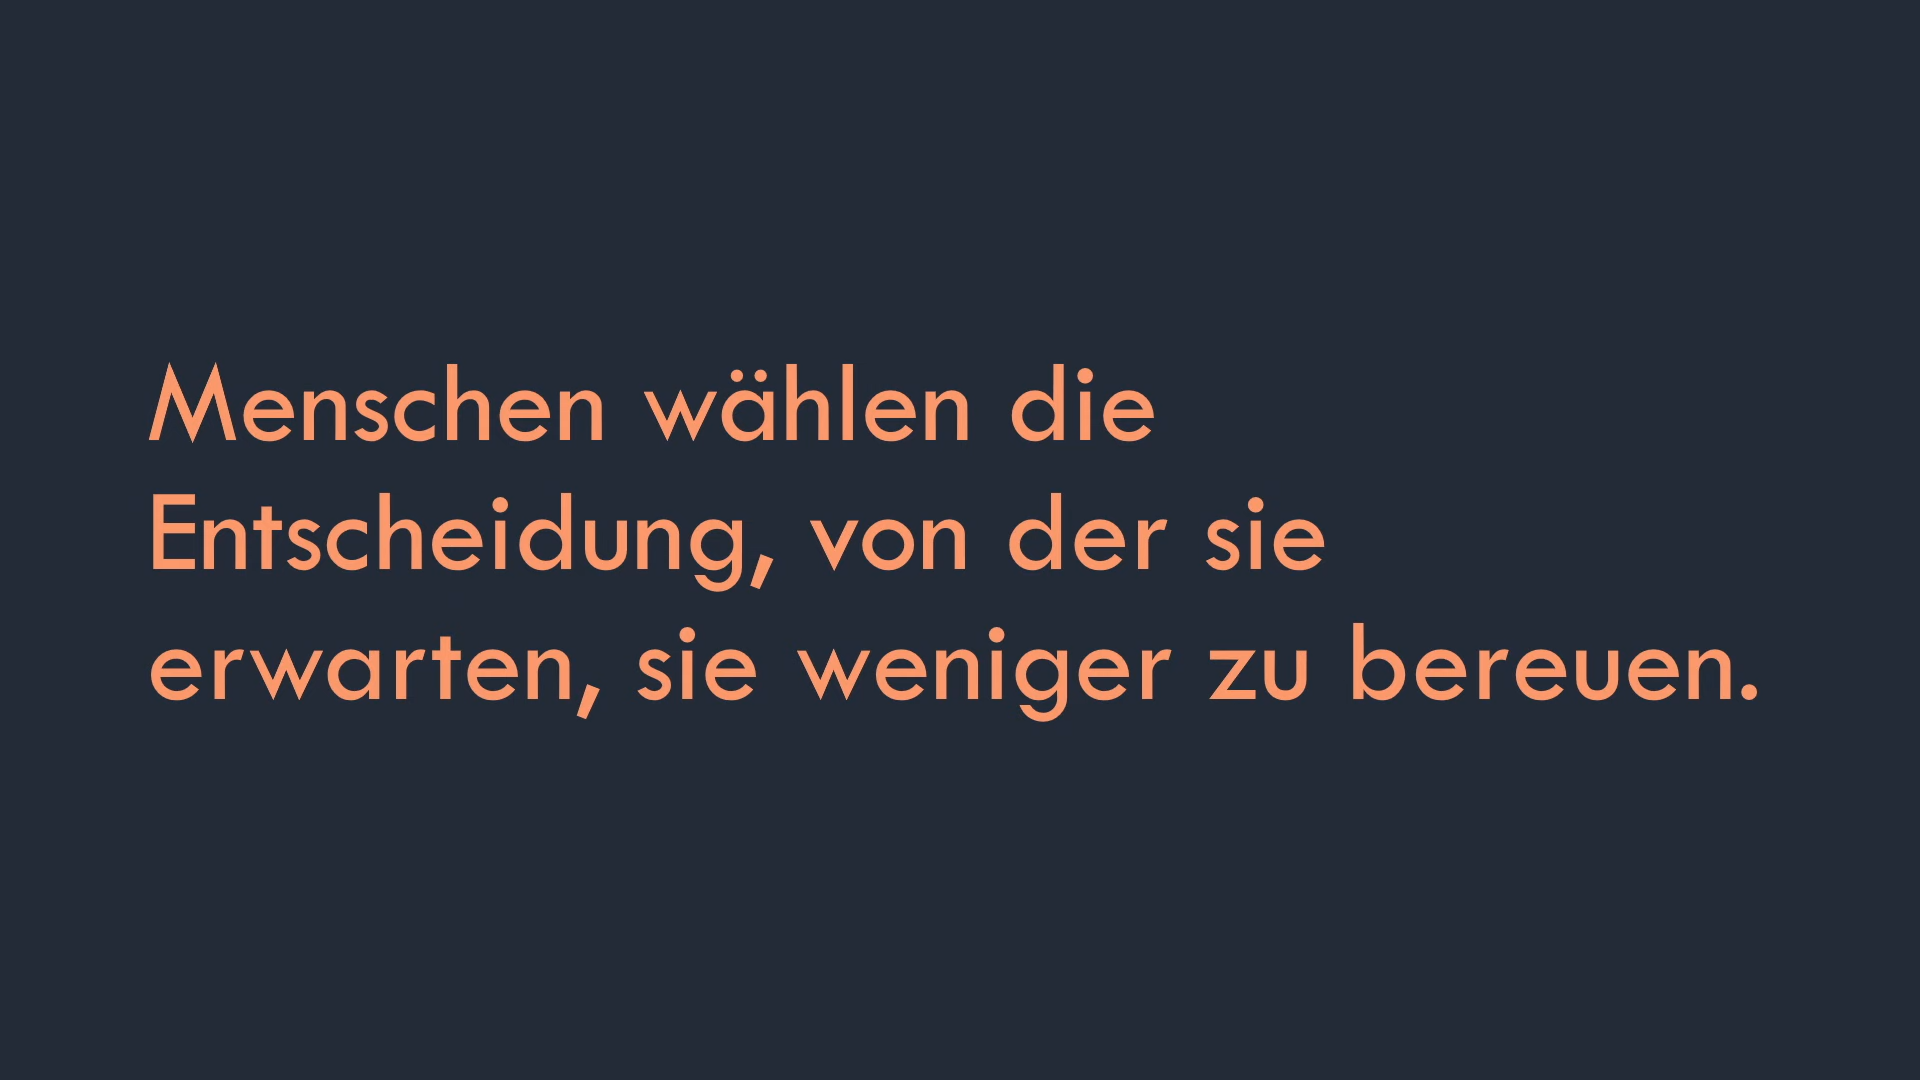 Menschen wählen die
Entscheidung, von der sie
erwarten, sie weniger zu bereuen.